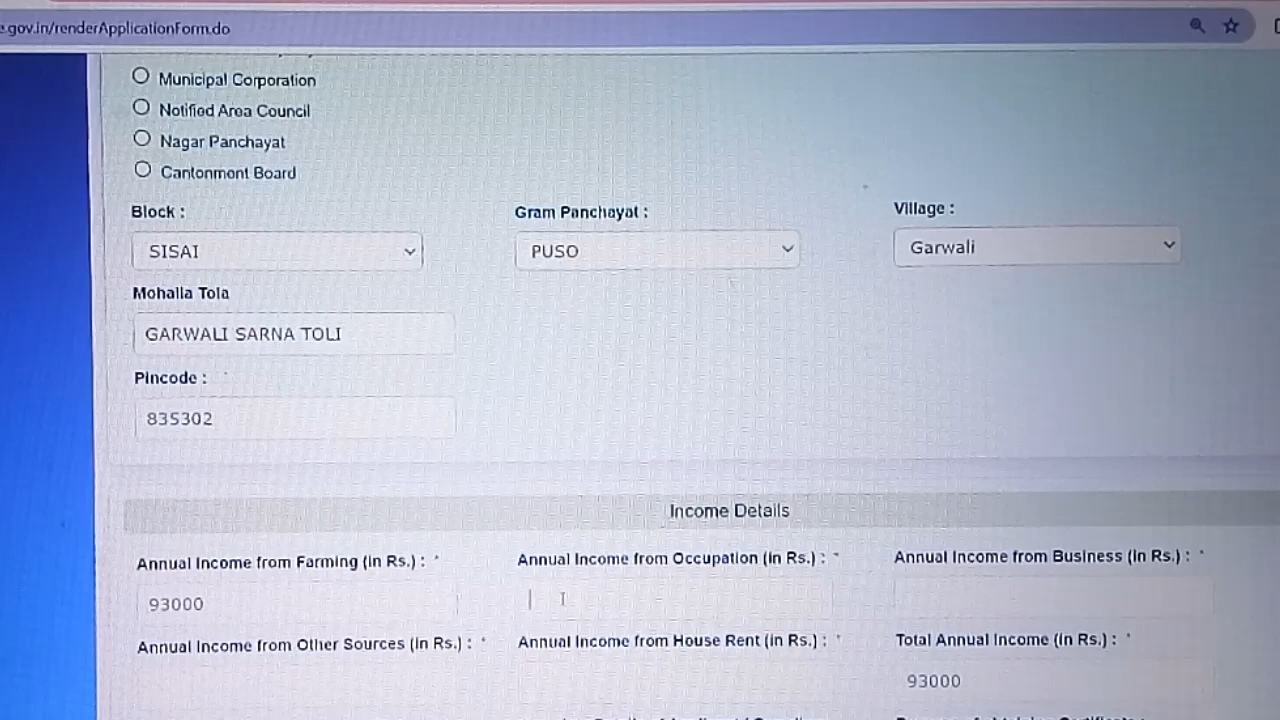 e.gov.in/renderApplicationForm.do
Municipal Corporation
Notified Area Council
Nagar Panchayat
Cantonment Board
Block : Gram Panchayat : Village :
SISAI PUSO Garwali
Mohalla Tola
GARWALI SARNA TOLI
Pincode :
835302
Income Details
Annual Income from Farming (In Rs.) : * Annual Income from Occupation (In Rs.) : * Annual Income from Business (In Rs.) : *
93000
Annual Income from Other Sources (In Rs.) : * Annual Income from House Rent (In Rs.) : * Total Annual Income (In Rs.) : *
93000